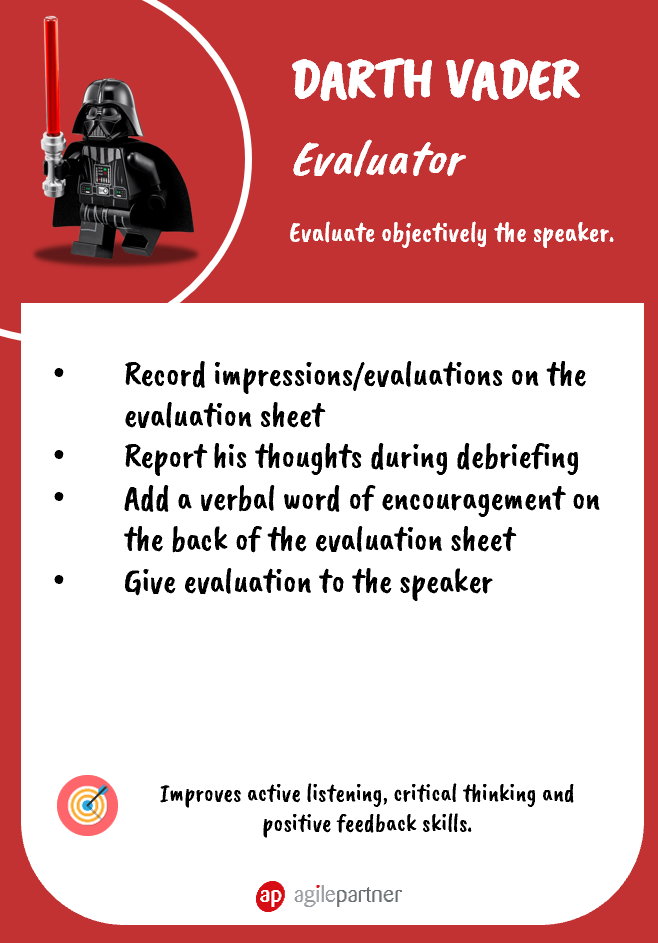 DARTH VADER
Evaluator
Evaluate objectively the speaker.
• Record impressions/evaluations on the
evaluation sheet
• Report his thoughts during debriefing
• Add a verbal word of encouragement on
the back of the evaluation sheet
• Give evaluation to the speaker
Improves active listening, critical thinking and
positive feedback skills.
ap agilepartner